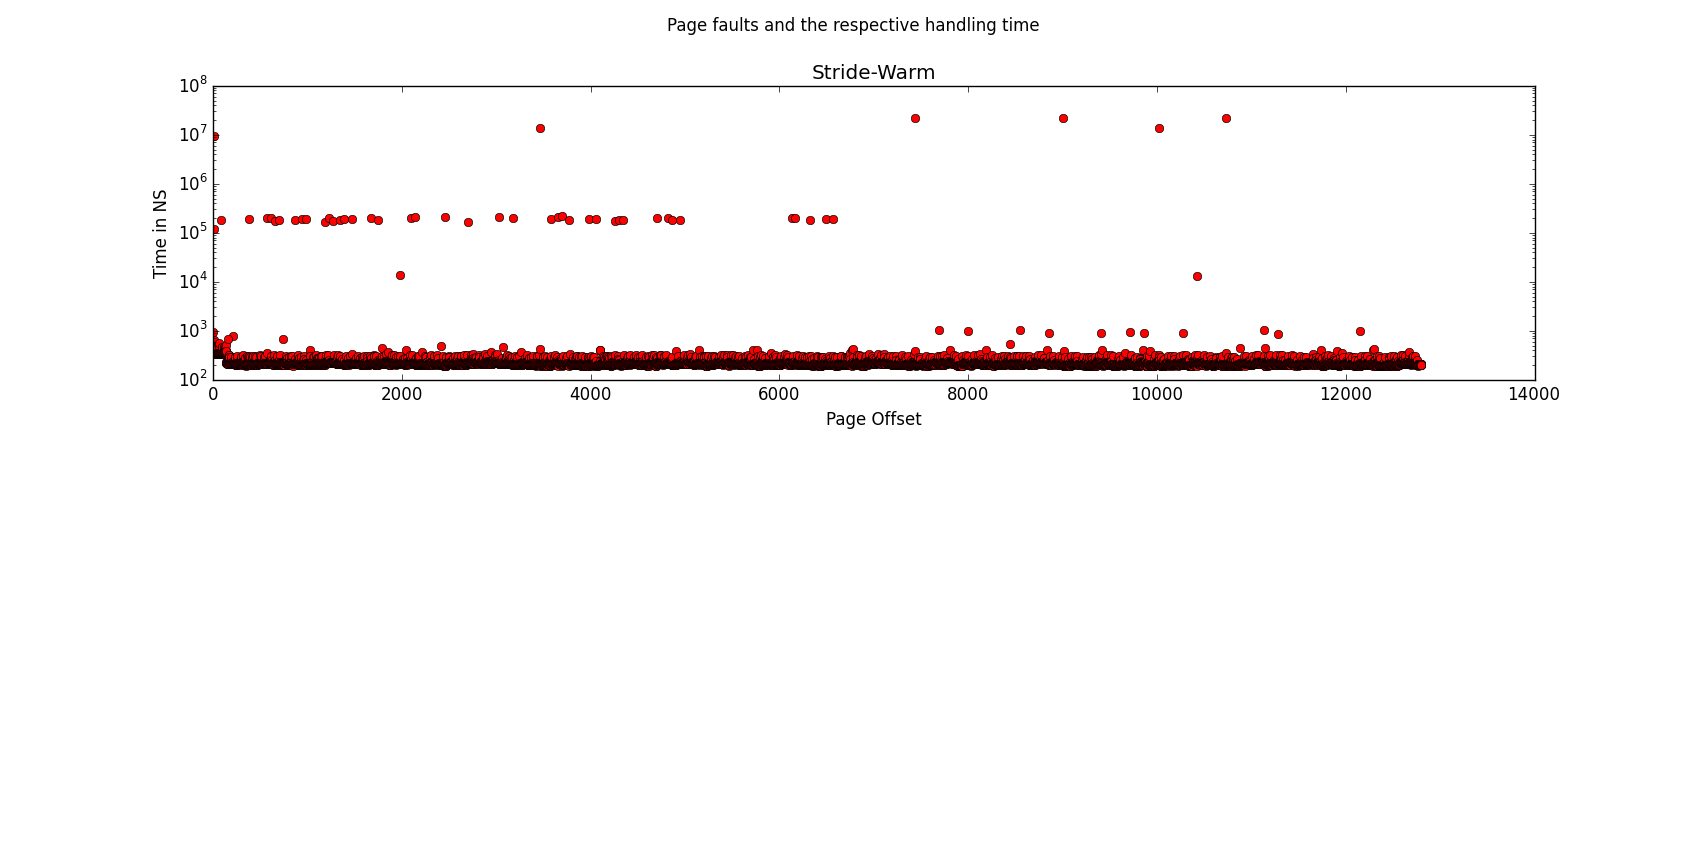 Page faults and the respective handling time
Stride-Warm
10^8
10^7
10^6
10^5
10^4
10^3
10^2
Time in NS
0 2000 4000 6000 8000 10000 12000 14000
Page Offset